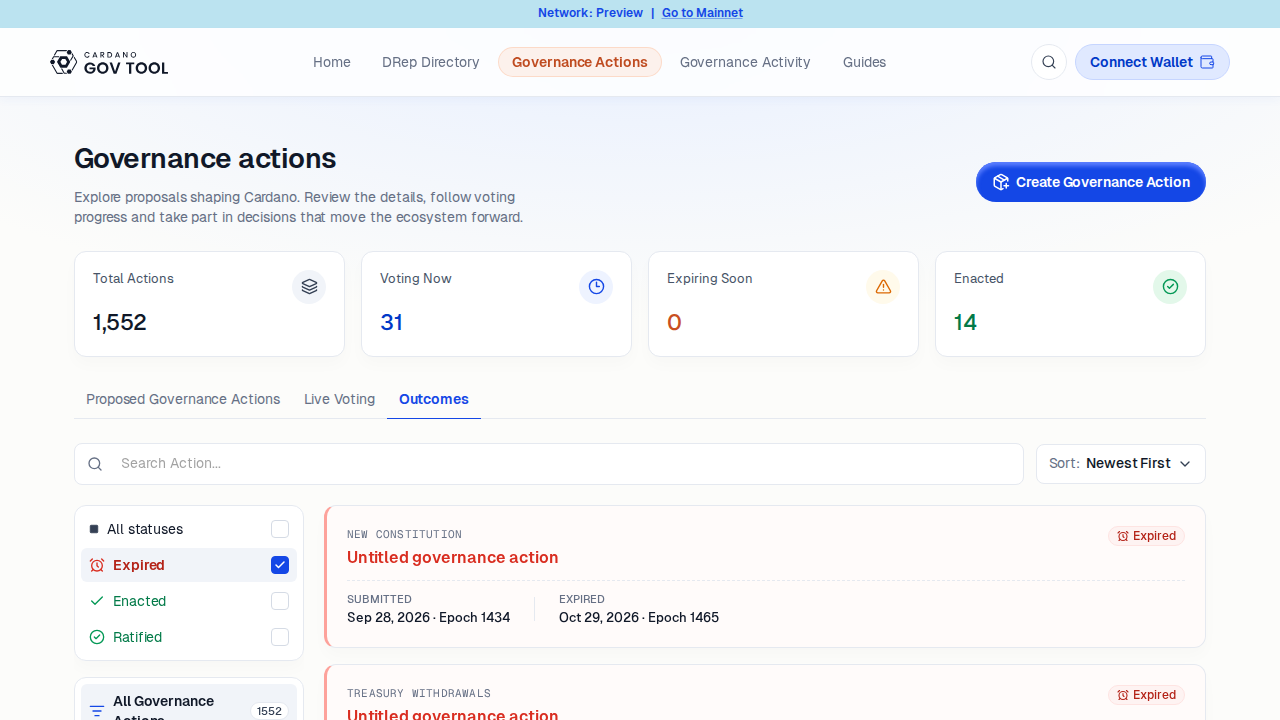 Network: Preview | Go to Mainnet
CARDANO
GOV TOOL
Home
DRep Directory
Governance Actions
Governance Activity
Guides
Connect Wallet
Governance actions
Explore proposals shaping Cardano. Review the details, follow voting
progress and take part in decisions that move the ecosystem forward.
Create Governance Action
Total Actions
1,552
Voting Now
31
Expiring Soon
0
Enacted
14
Proposed Governance Actions
Live Voting
Outcomes
Search Action...
Sort: Newest First
All statuses
Expired
Enacted
Ratified
All Governance
Actions
1552
NEW CONSTITUTION
Expired
Untitled governance action
SUBMITTED
Sep 28, 2026 · Epoch 1434
EXPIRED
Oct 29, 2026 · Epoch 1465
TREASURY WITHDRAWALS
Expired
Untitled governance action